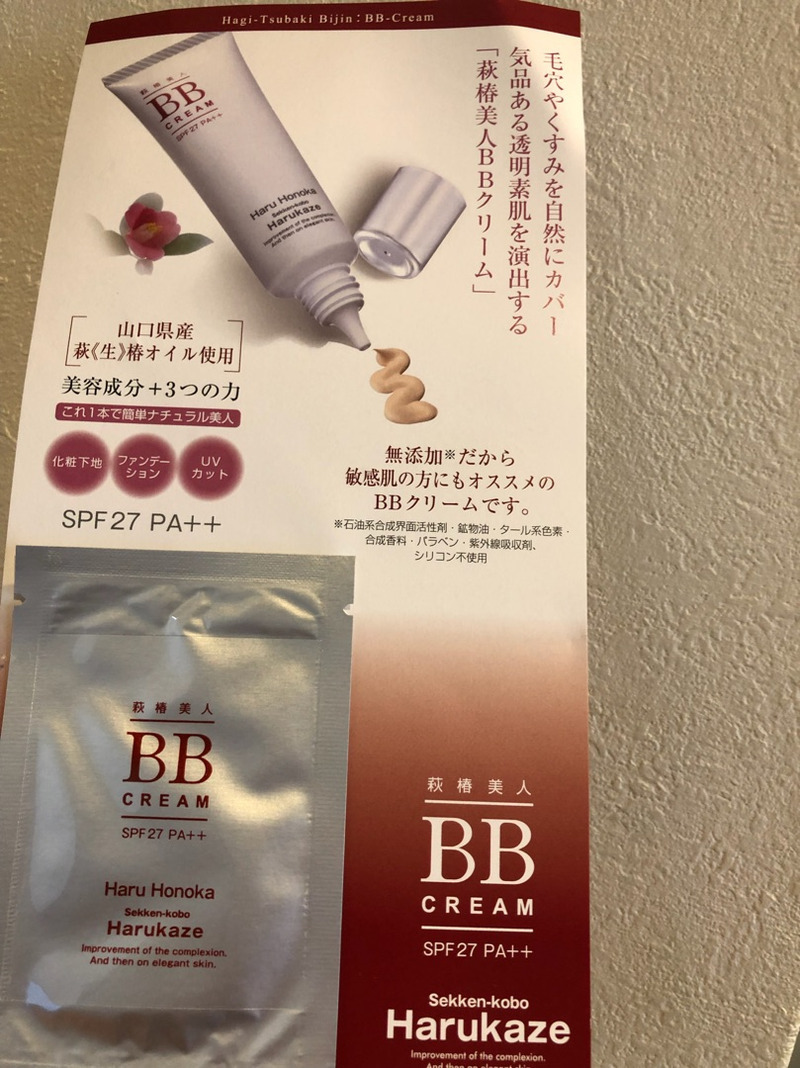 Hagi-Tsubaki Bijin:BB-Cream
毛穴やくすみを自然にカバー
気品ある透明素肌を演出する
「萩椿美人BBクリーム」
萩椿美人
BB
CREAM
SPF27 PA++
Haru Honoka
Sekken-kobo
Harukaze
Improvement of the complexion.
And then on elegant skin.
山口県産
萩《生》椿オイル使用
美容成分+3つの力
これ1本で簡単ナチュラル美人
化粧下地
ファンデー
ション
UV
カット
SPF27 PA++
無添加※だから
敏感肌の方にもオススメの
BBクリームです。
※石油系合成界面活性剤・鉱物油・タール系色素・
合成香料・パラベン・紫外線吸収剤、
シリコン不使用
萩椿美人
BB
CREAM
SPF27 PA++
Haru Honoka
Sekken-kobo
Harukaze
Improvement of the complexion.
And then on elegant skin.
萩椿美人
BB
CREAM
SPF27 PA++
Sekken-kobo
Harukaze
Improvement of the complexion.
And then on elegant skin.